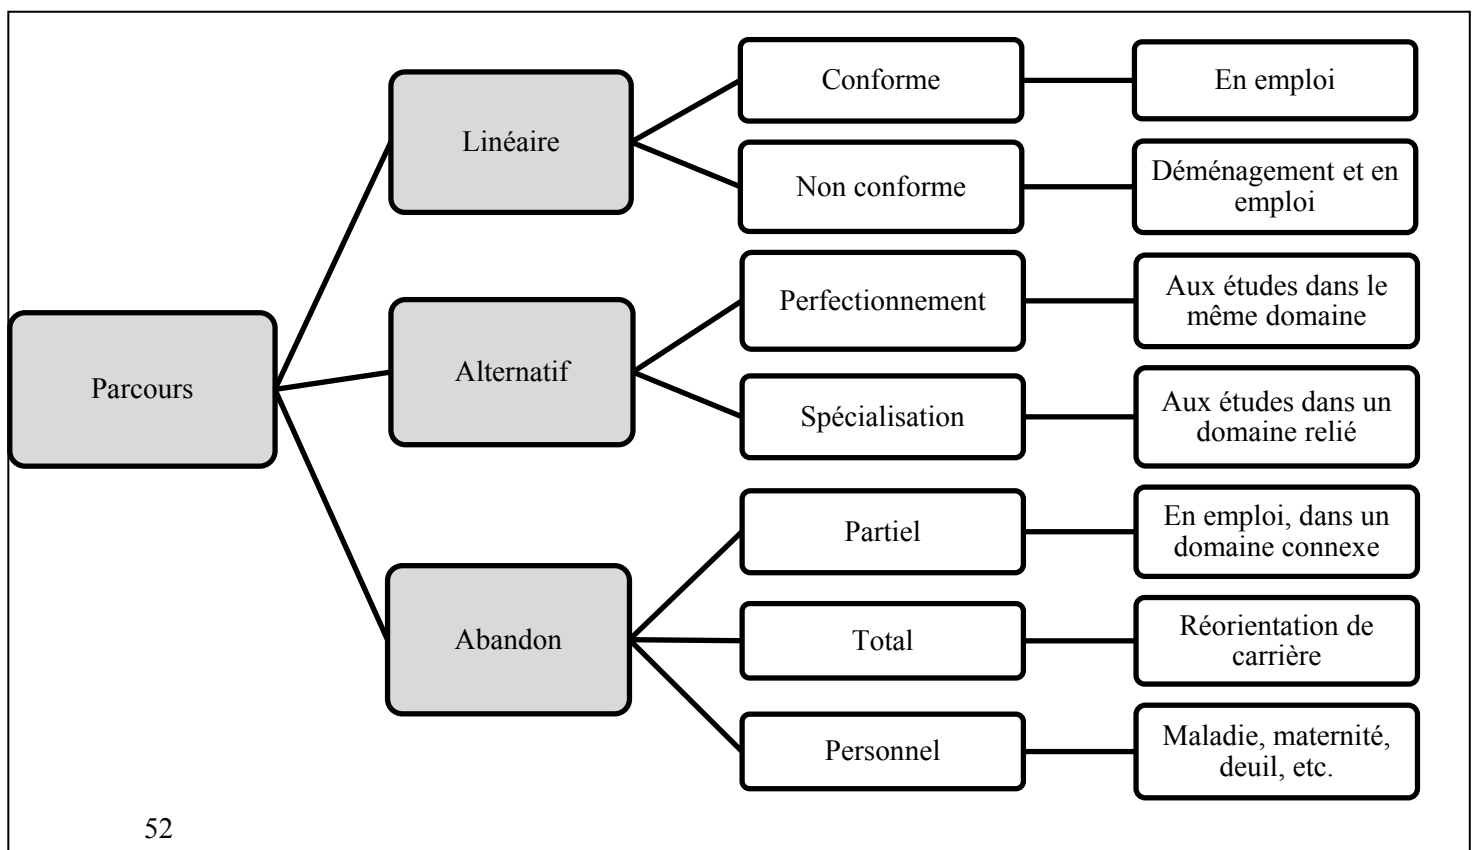 Parcours
Linéaire
Conforme
En emploi
Non conforme
Déménagement et en
emploi
Alternatif
Perfectionnement
Aux études dans le
même domaine
Spécialisation
Aux études dans un
domaine relié
Abandon
Partiel
En emploi, dans un
domaine connexe
Total
Réorientation de
carrière
Personnel
Maladie, maternité,
deuil, etc.
52